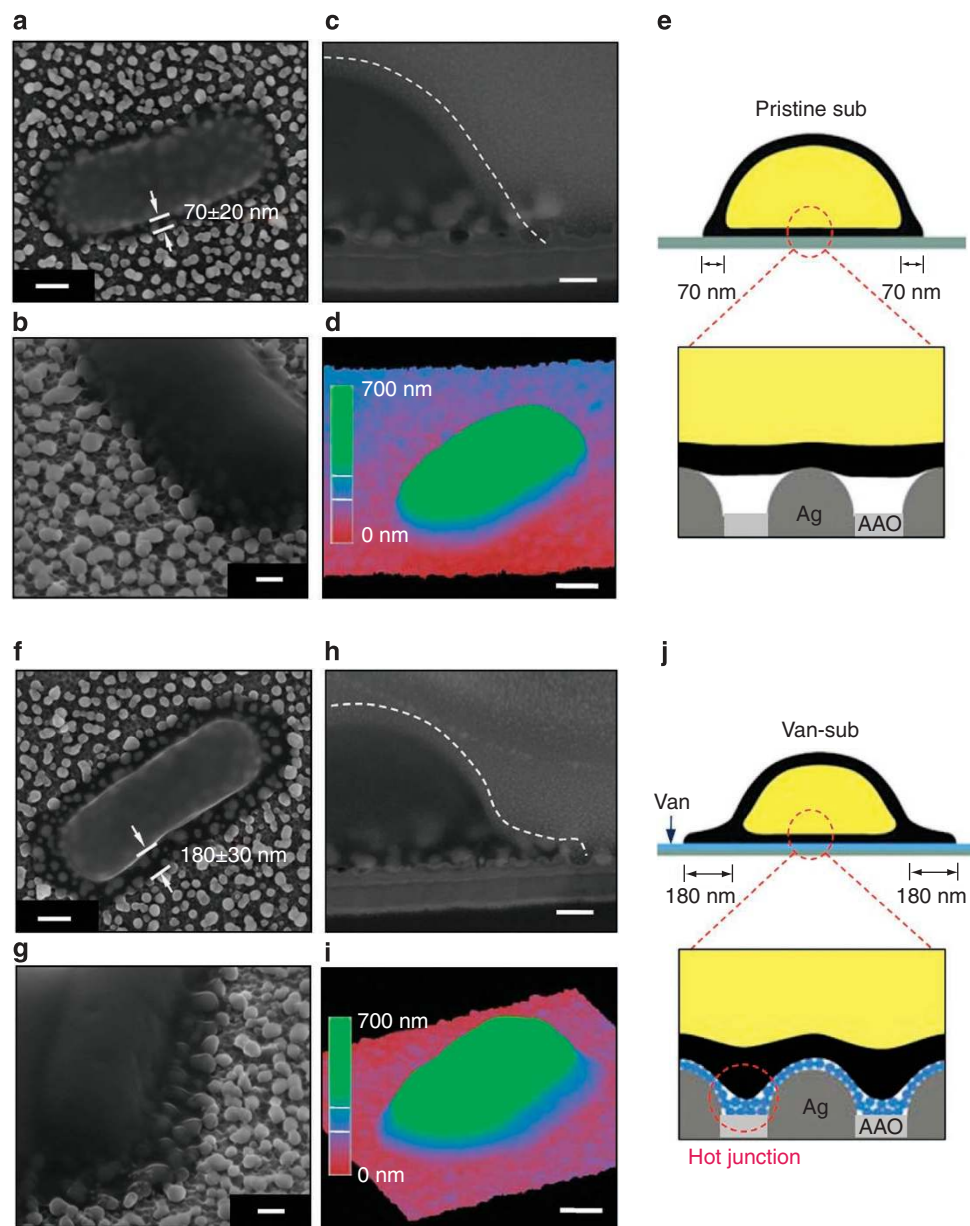 a
c
e
70±20 nm
Pristine sub
70 nm
70 nm
b
d
700 nm
0 nm
Ag
AAO
f
h
j
180±30 nm
Van-sub
Van
180 nm
180 nm
g
i
700 nm
0 nm
Ag
AAO
Hot junction